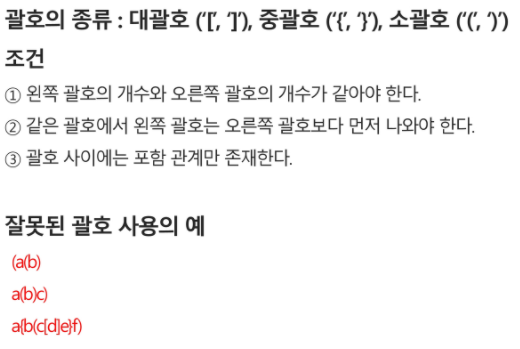 괄호의 종류 : 대괄호 (‘[’, ‘]’), 중괄호 (‘{’, ‘}’), 소괄호 (‘(’, ‘)’)
조건
① 왼쪽 괄호의 개수와 오른쪽 괄호의 개수가 같아야 한다.
② 같은 괄호에서 왼쪽 괄호는 오른쪽 괄호보다 먼저 나와야 한다.
③ 괄호 사이에는 포함 관계만 존재한다.
잘못된 괄호 사용의 예
(a(b)
a(b)c)
a{b(c[d]e}f)